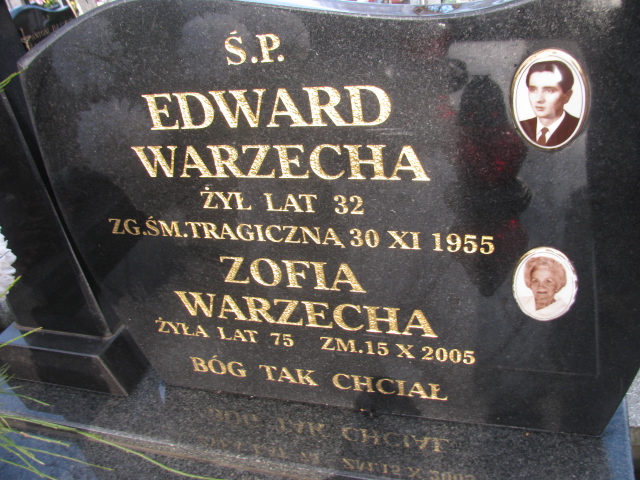 Ś.P.
EDWARD
WARZECHA
ŻYŁ LAT 32
ZG.ŚM.TRAGICZNĄ 30 XI 1955
ZOFIA
WARZECHA
ŻYŁA LAT 75 ZM.15 X 2005
BÓG TAK CHCIAŁ